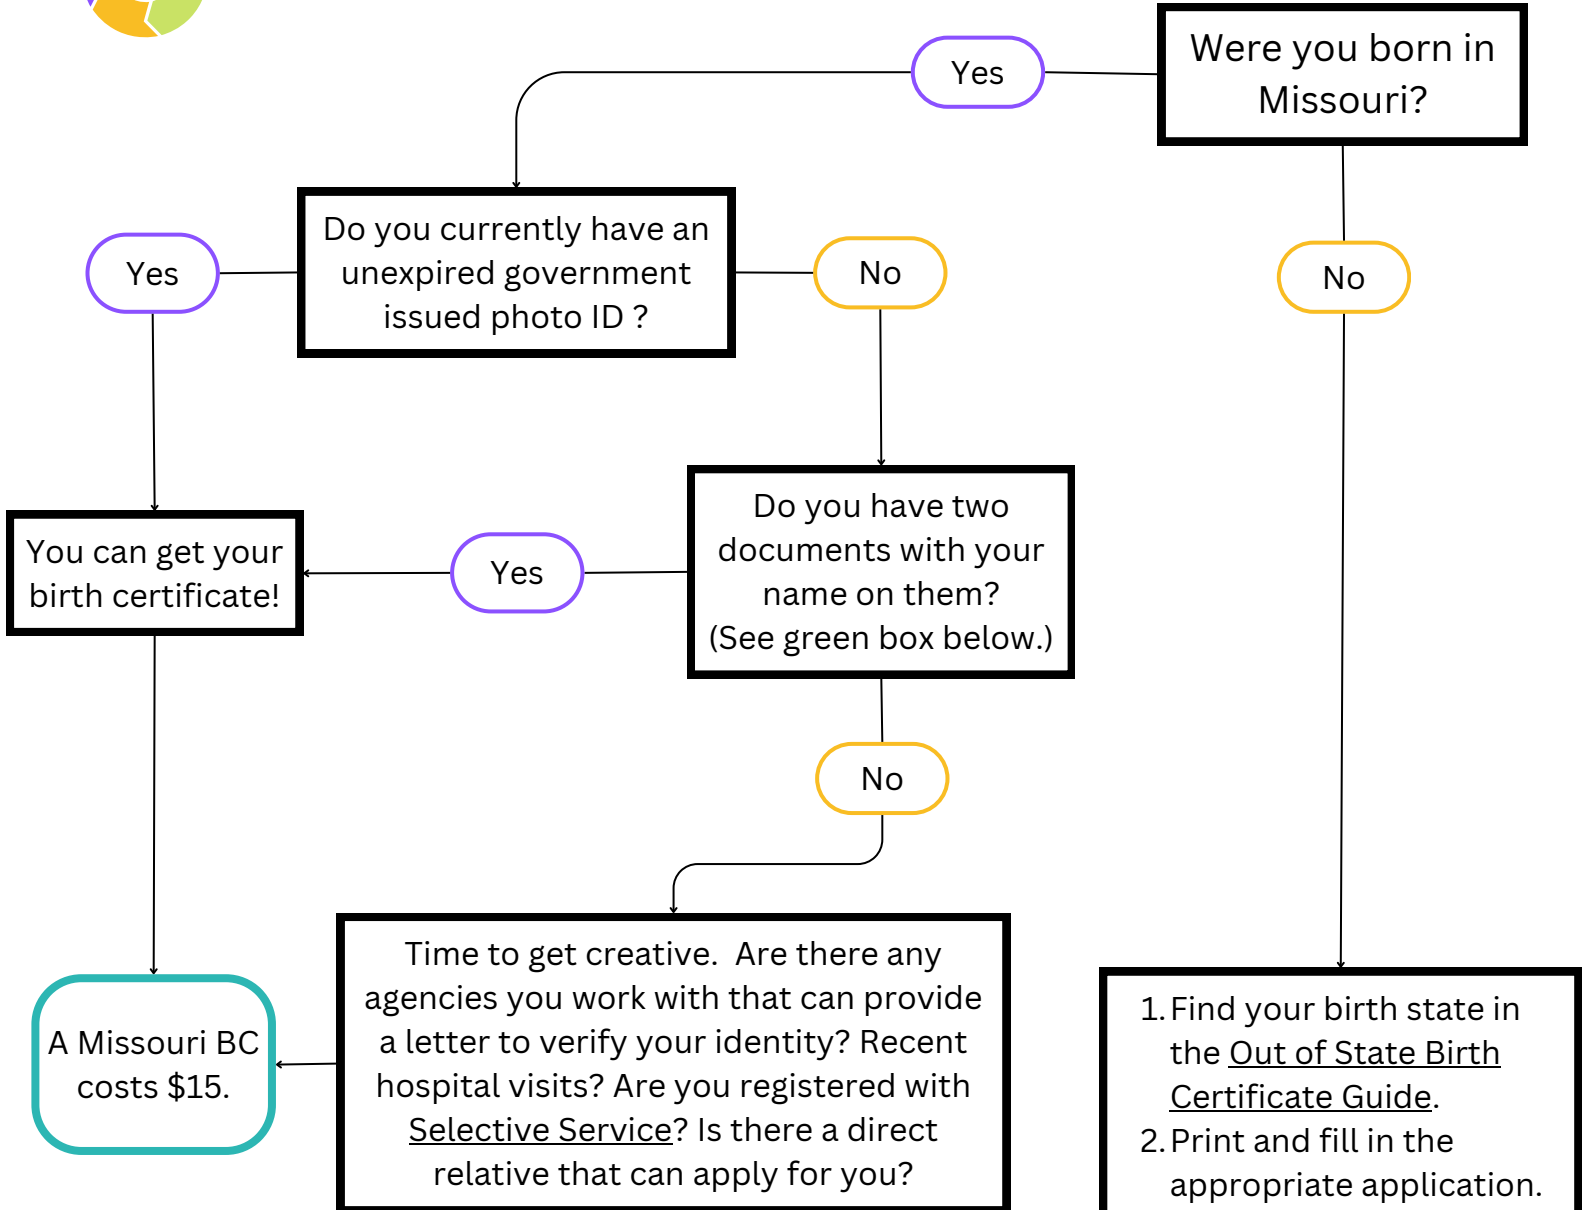 Were you born in
Missouri?
Yes
No
Do you currently have an
unexpired government
issued photo ID ?
Yes
No
You can get your
birth certificate!
Yes
Do you have two
documents with your
name on them?
(See green box below.)
No
A Missouri BC
costs $15.
Time to get creative.  Are there any
agencies you work with that can provide
a letter to verify your identity? Recent
hospital visits? Are you registered with
Selective Service? Is there a direct
relative that can apply for you?
1. Find your birth state in
the Out of State Birth
Certificate Guide.
2. Print and fill in the
appropriate application.